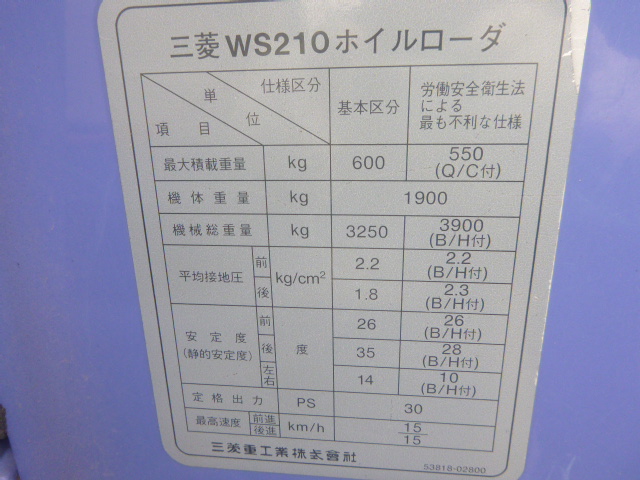 三菱WS210ホイルローダ
仕様区分
単位
項目
基本区分
労働安全衛生法
による
最も不利な仕様
最大積載重量 kg 600 550
(Q/C付)
機体重量 kg 1900
機械総重量 kg 3250 3900
(B/H付)
平均接地圧 前 kg/cm² 2.2 2.2
(B/H付)
後 1.8 2.3
(B/H付)
安定度
(静的安定度)
前 度 26 26
(B/H付)
後 35 28
(B/H付)
左右 14 10
(B/H付)
定格出力 PS 30
最高速度 前進 km/h 15
後進 15
三菱重工業株式会社
53818-02800